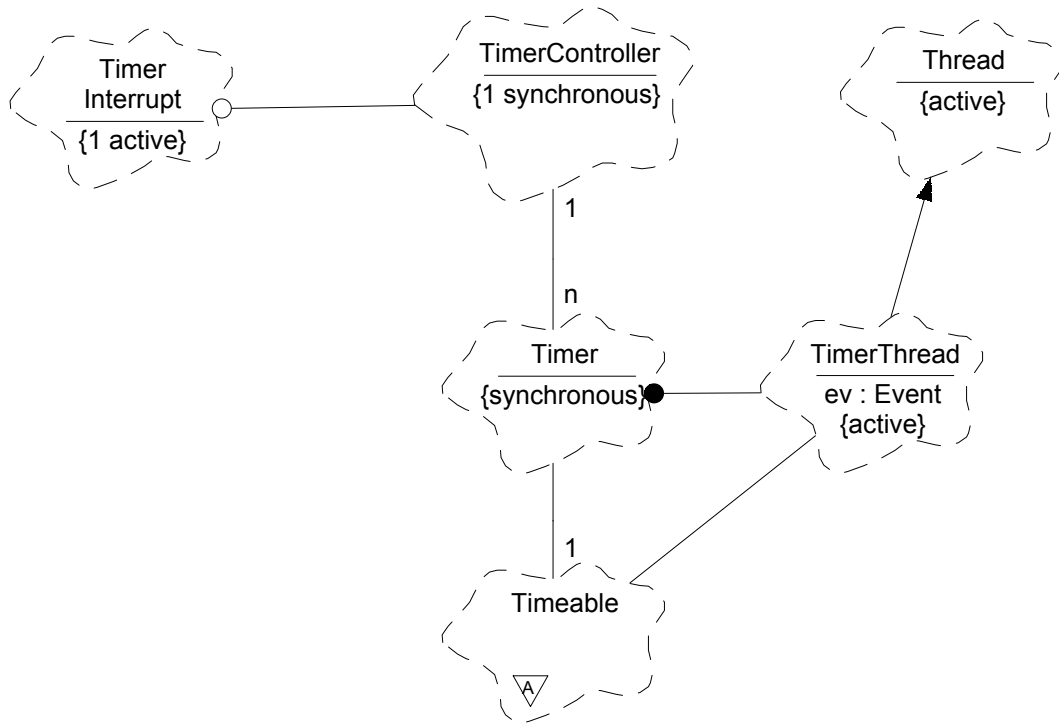 Timer
Interrupt
{1 active}
TimerController
{1 synchronous}
Thread
{active}
1
n
Timer
{synchronous}
TimerThread
ev : Event
{active}
1
Timeable
A